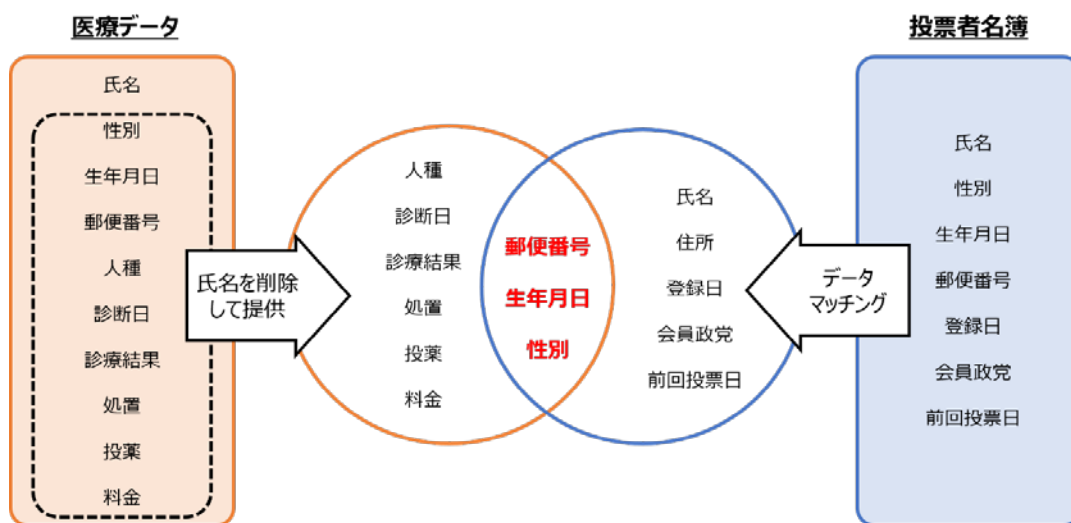 医療データ
氏名
性別
生年月日
郵便番号
人種
診断日
診療結果
処置
投薬
料金
氏名を削除
して提供
人種
診断日
診療結果
処置
投薬
料金
郵便番号
生年月日
性別
氏名
住所
登録日
会員政党
前回投票日
データ
マッチング
投票者名簿
氏名
性別
生年月日
郵便番号
登録日
会員政党
前回投票日